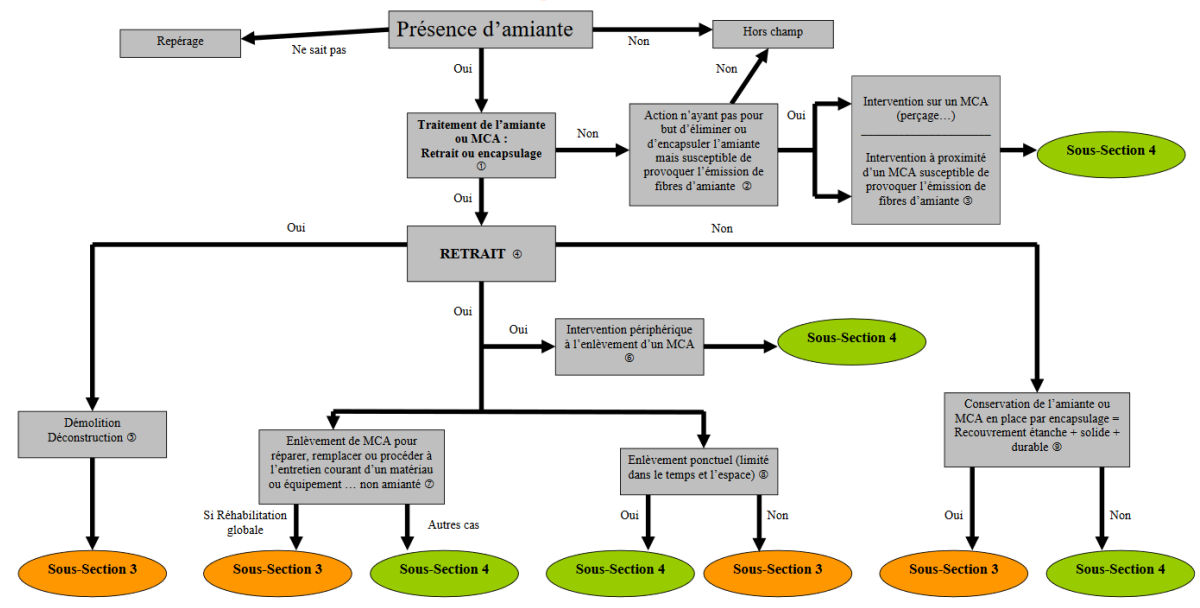 Présence d'amiante
Repérage
Ne sait pas
Non
Hors champ
Oui
Non
Traitement de l'amiante
ou MCA :
Retrait ou encapsulage
①
Non
Action n'ayant pas pour
but d'éliminer ou
d'encapsuler l'amiante
mais susceptible de
provoquer l'émission de
fibres d'amiante ②
Oui
Intervention sur un MCA
(perçage…)
Intervention à proximité
d'un MCA susceptible de
provoquer l'émission de
fibres d'amiante ③
Sous-Section 4
Oui
Oui
RETRAIT ④
Non
Oui
Oui
Intervention périphérique
à l'enlèvement d'un MCA
⑥
Sous-Section 4
Démolition
Déconstruction ⑤
Enlèvement de MCA pour
réparer, remplacer ou procéder à
l'entretien courant d'un matériau
ou équipement … non amianté ⑦
Enlèvement ponctuel (limité
dans le temps et l'espace) ⑧
Conservation de l'amiante ou
MCA en place par encapsulage =
Recouvrement étanche + solide +
durable ⑨
Si Réhabilitation
globale
Autres cas
Oui
Non
Oui
Non
Sous-Section 3
Sous-Section 3
Sous-Section 4
Sous-Section 4
Sous-Section 3
Sous-Section 3
Sous-Section 4